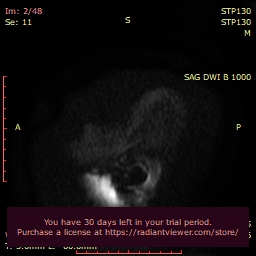 Im: 2/48
STP130
Se: 11
S
STP130
M
SAG DWI B 1000
A
P
You have 30 days left in your trial period.
Purchase a license at https://radiantviewer.com/store/